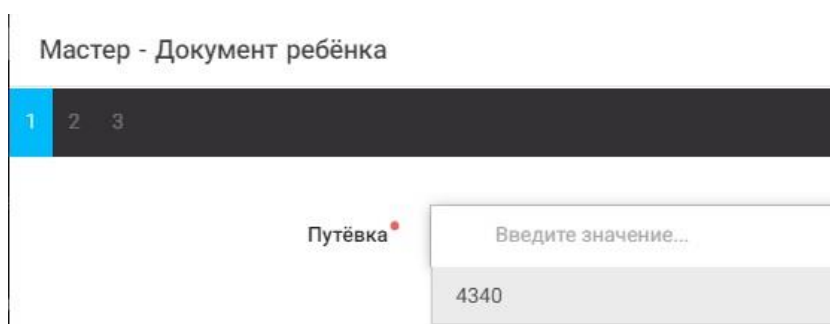 Мастер - Документ ребёнка
1 2 3
Путёвка
Введите значение...
4340